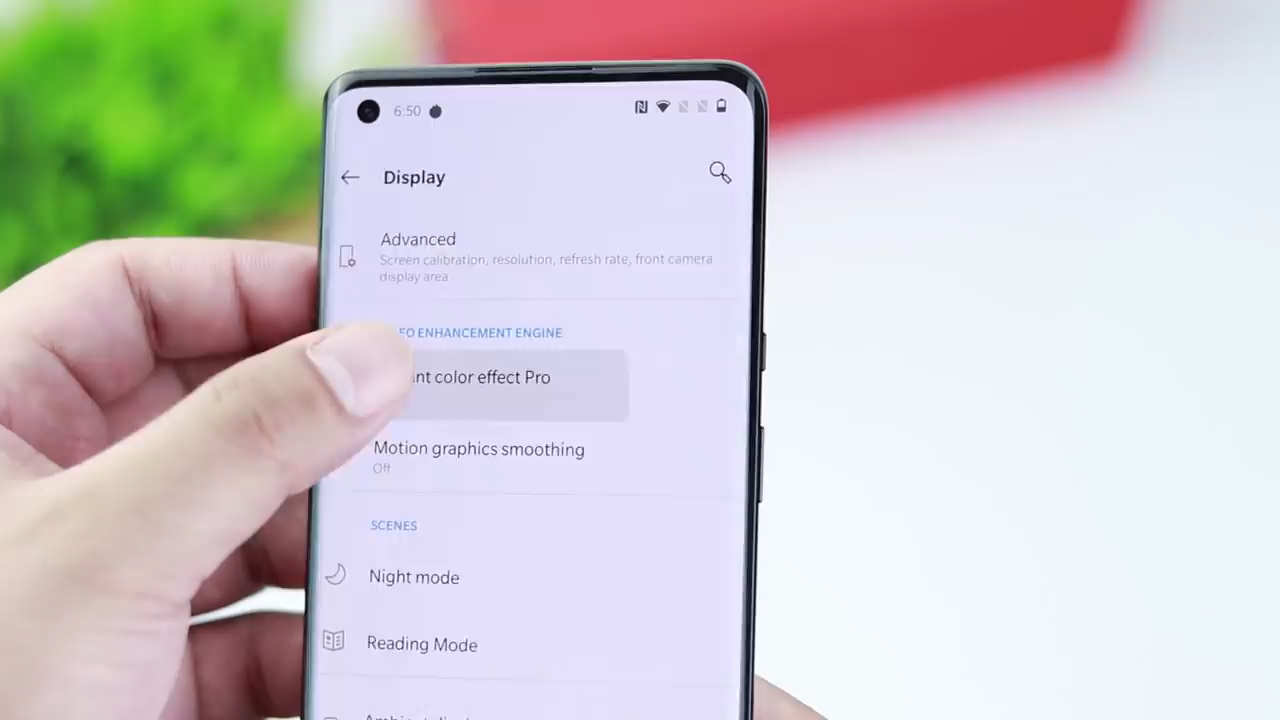 6:50
Display
Advanced
Screen calibration, resolution, refresh rate, front camera
display area
EO ENHANCEMENT ENGINE
nt color effect Pro
Motion graphics smoothing
Off
SCENES
Night mode
Reading Mode